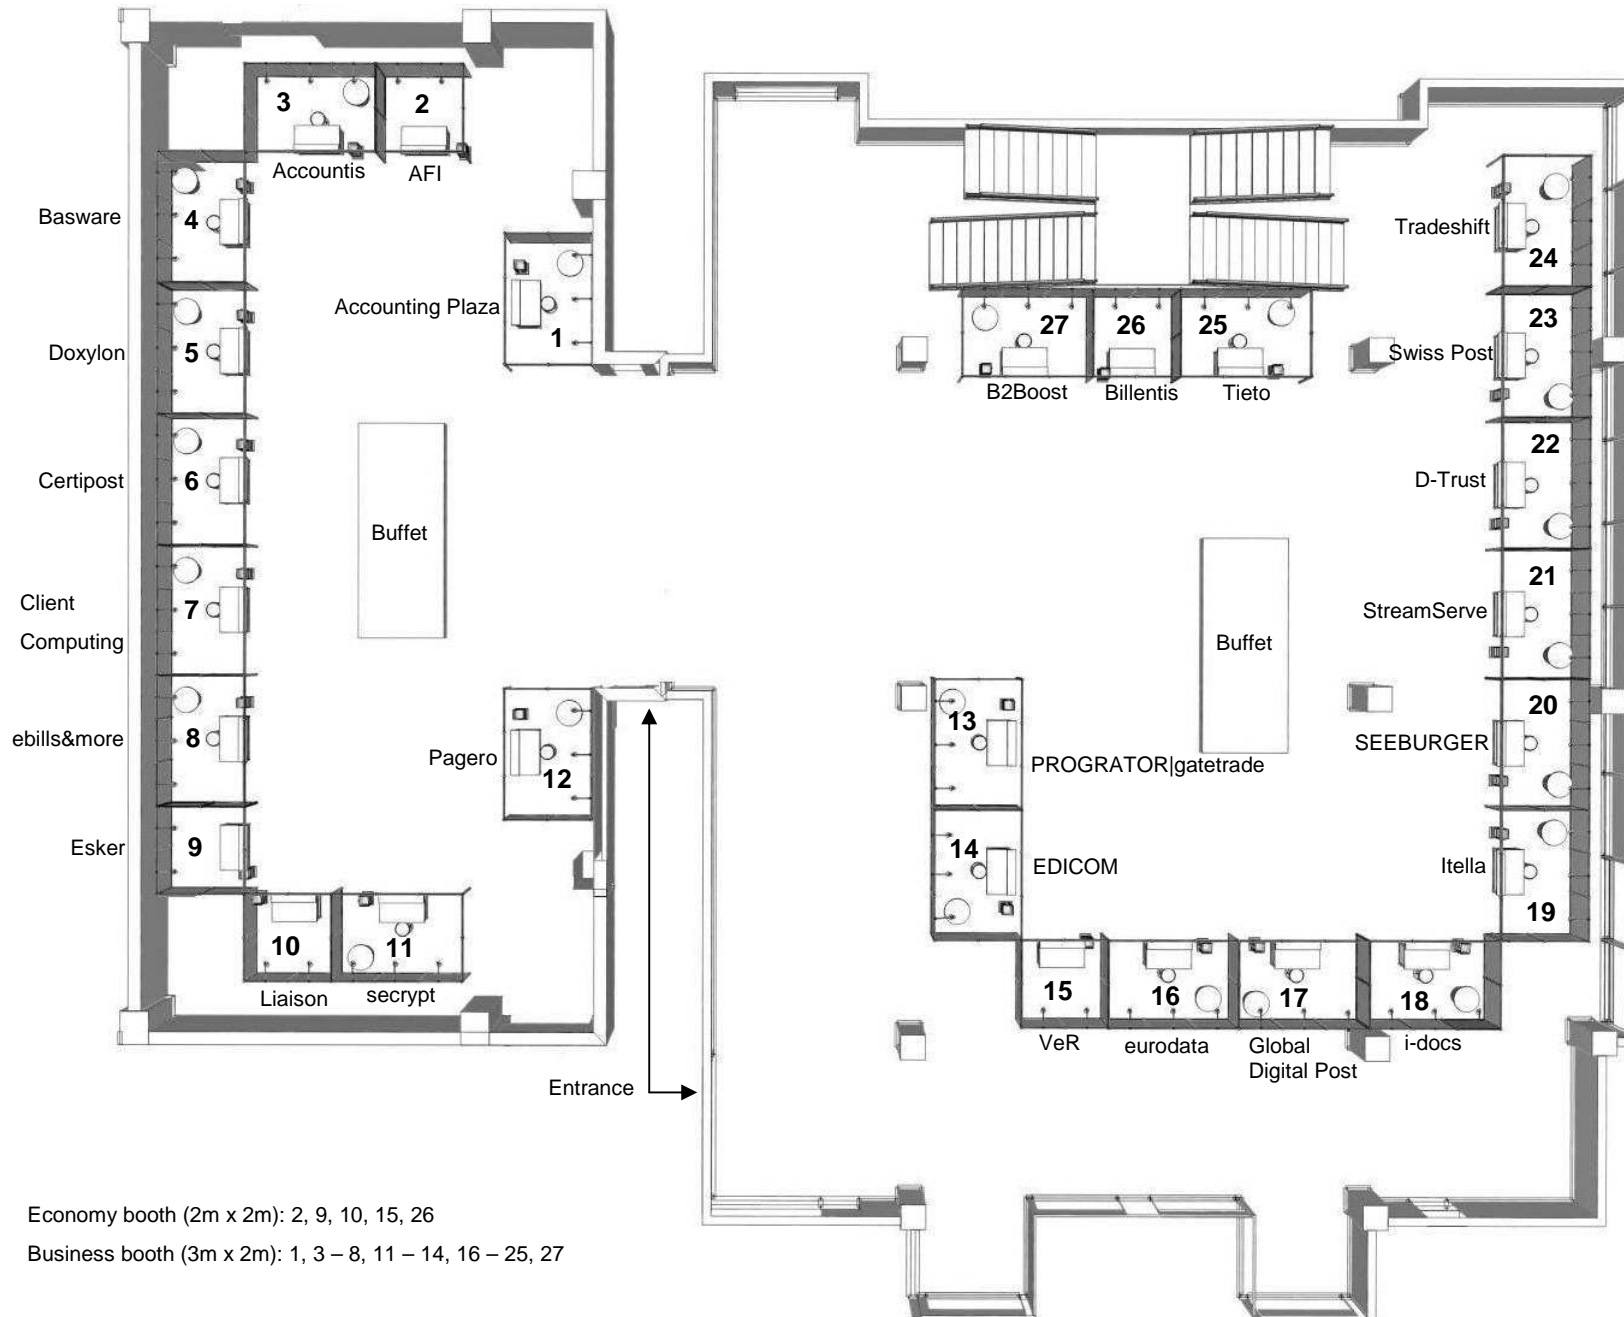 3
2
Accountis
AFI
Basware
4
Accounting Plaza
1
Doxylon
5
Certipost
6
Buffet
Client
Computing
7
ebills&more
8
Pagero
12
Esker
9
10
11
Liaison
secrypt
Entrance
27
26
25
B2Boost
Billentis
Tieto
Tradeshift
24
23
Swiss Post
22
D-Trust
21
StreamServe
Buffet
20
SEEBURGER
13
PROGRATOR|gatetrade
14
EDICOM
Itella
19
15
16
17
18
VeR
eurodata
Global
Digital Post
i-docs
Economy booth (2m x 2m): 2, 9, 10, 15, 26
Business booth (3m x 2m): 1, 3 – 8, 11 – 14, 16 – 25, 27